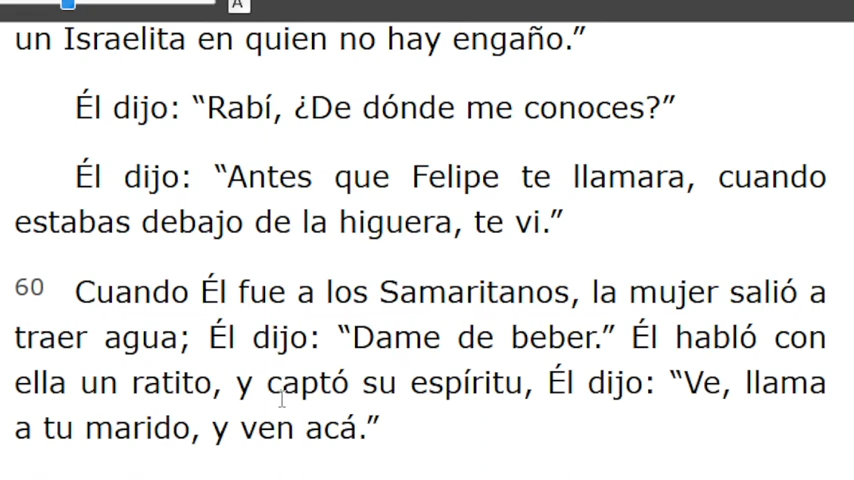 A
un Israelita en quien no hay engaño.”
Él dijo: “Rabí, ¿De dónde me conoces?”
Él dijo: “Antes que Felipe te llamara, cuando
estabas debajo de la higuera, te vi.”
60 Cuando Él fue a los Samaritanos, la mujer salió a
traer agua; Él dijo: “Dame de beber.” Él habló con
ella un ratito, y captó su espíritu, Él dijo: “Ve, llama
a tu marido, y ven acá.”